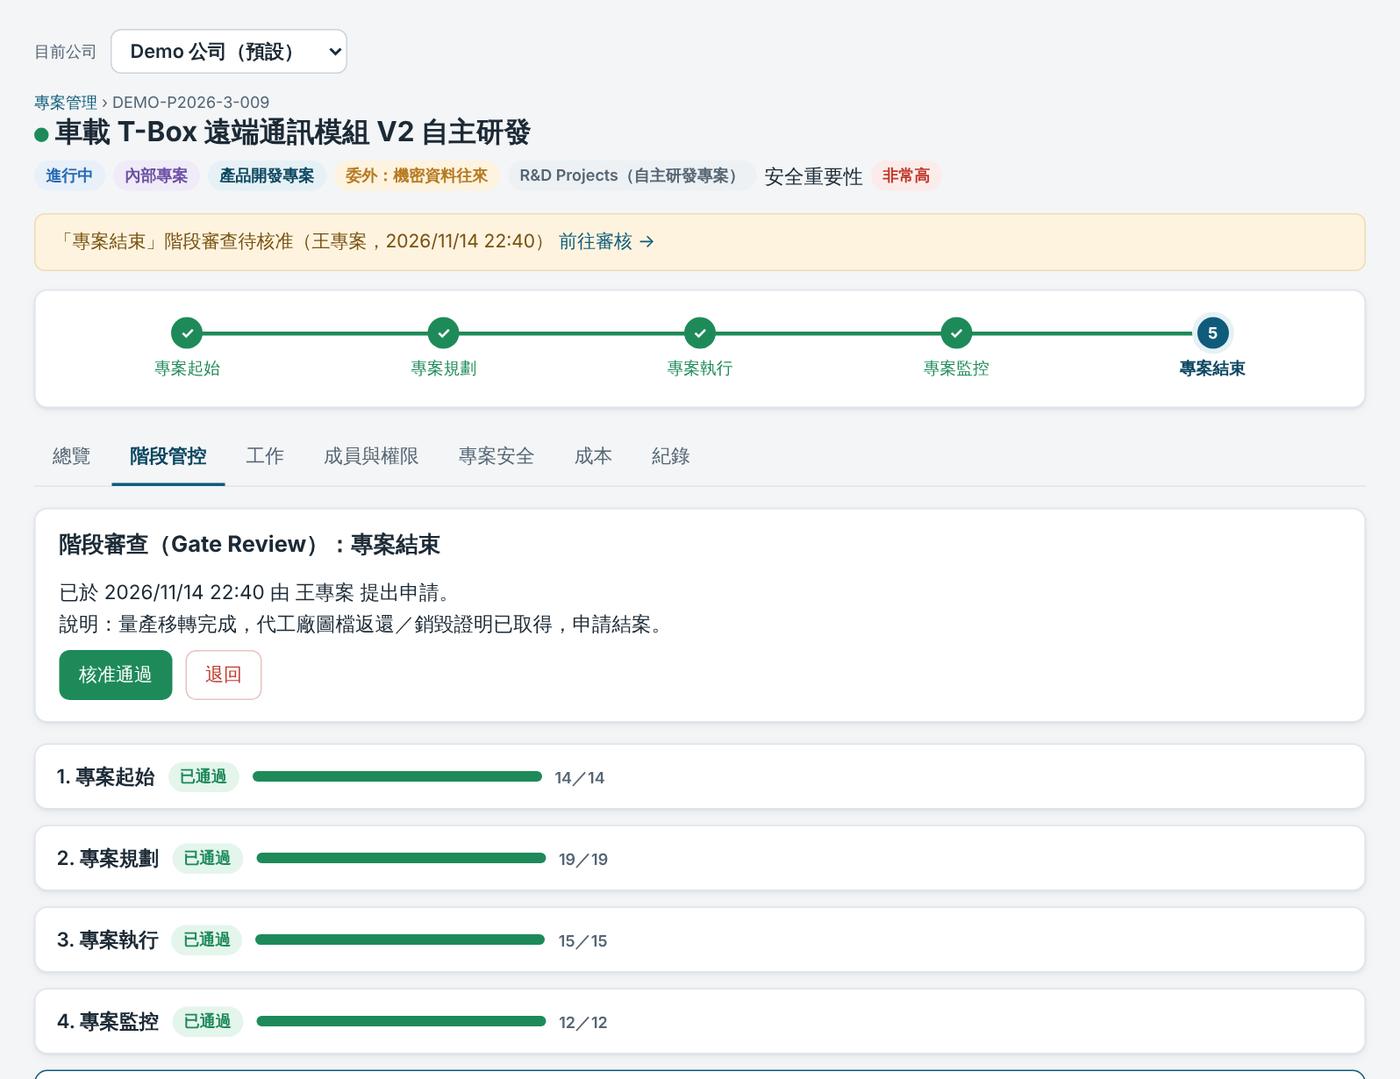 目前公司 Demo 公司（預設）
專案管理 › DEMO-P2026-3-009
車載 T-Box 遠端通訊模組 V2 自主研發
進行中 內部專案 產品開發專案 委外：機密資料往來 R&D Projects（自主研發專案） 安全重要性 非常高
「專案結束」階段審查待核准（王專案，2026/11/14 22:40） 前往審核 →
5
專案起始 專案規劃 專案執行 專案監控 專案結束
總覽 階段管控 工作 成員與權限 專案安全 成本 紀錄
階段審查（Gate Review）：專案結束
已於 2026/11/14 22:40 由 王專案 提出申請。
說明：量產移轉完成，代工廠圖檔返還／銷毀證明已取得，申請結案。
核准通過 退回
1. 專案起始 已通過 14／14
2. 專案規劃 已通過 19／19
3. 專案執行 已通過 15／15
4. 專案監控 已通過 12／12